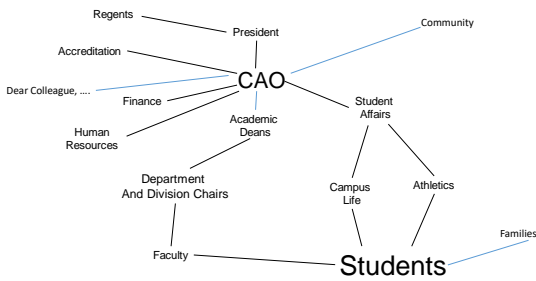 Regents
Community
President
Accreditation
CAO
Dear Colleague, ....
Finance
Student
Affairs
Academic
Deans
Human
Resources
Department
And Division Chairs
Campus
Life
Athletics
Families
Faculty
Students